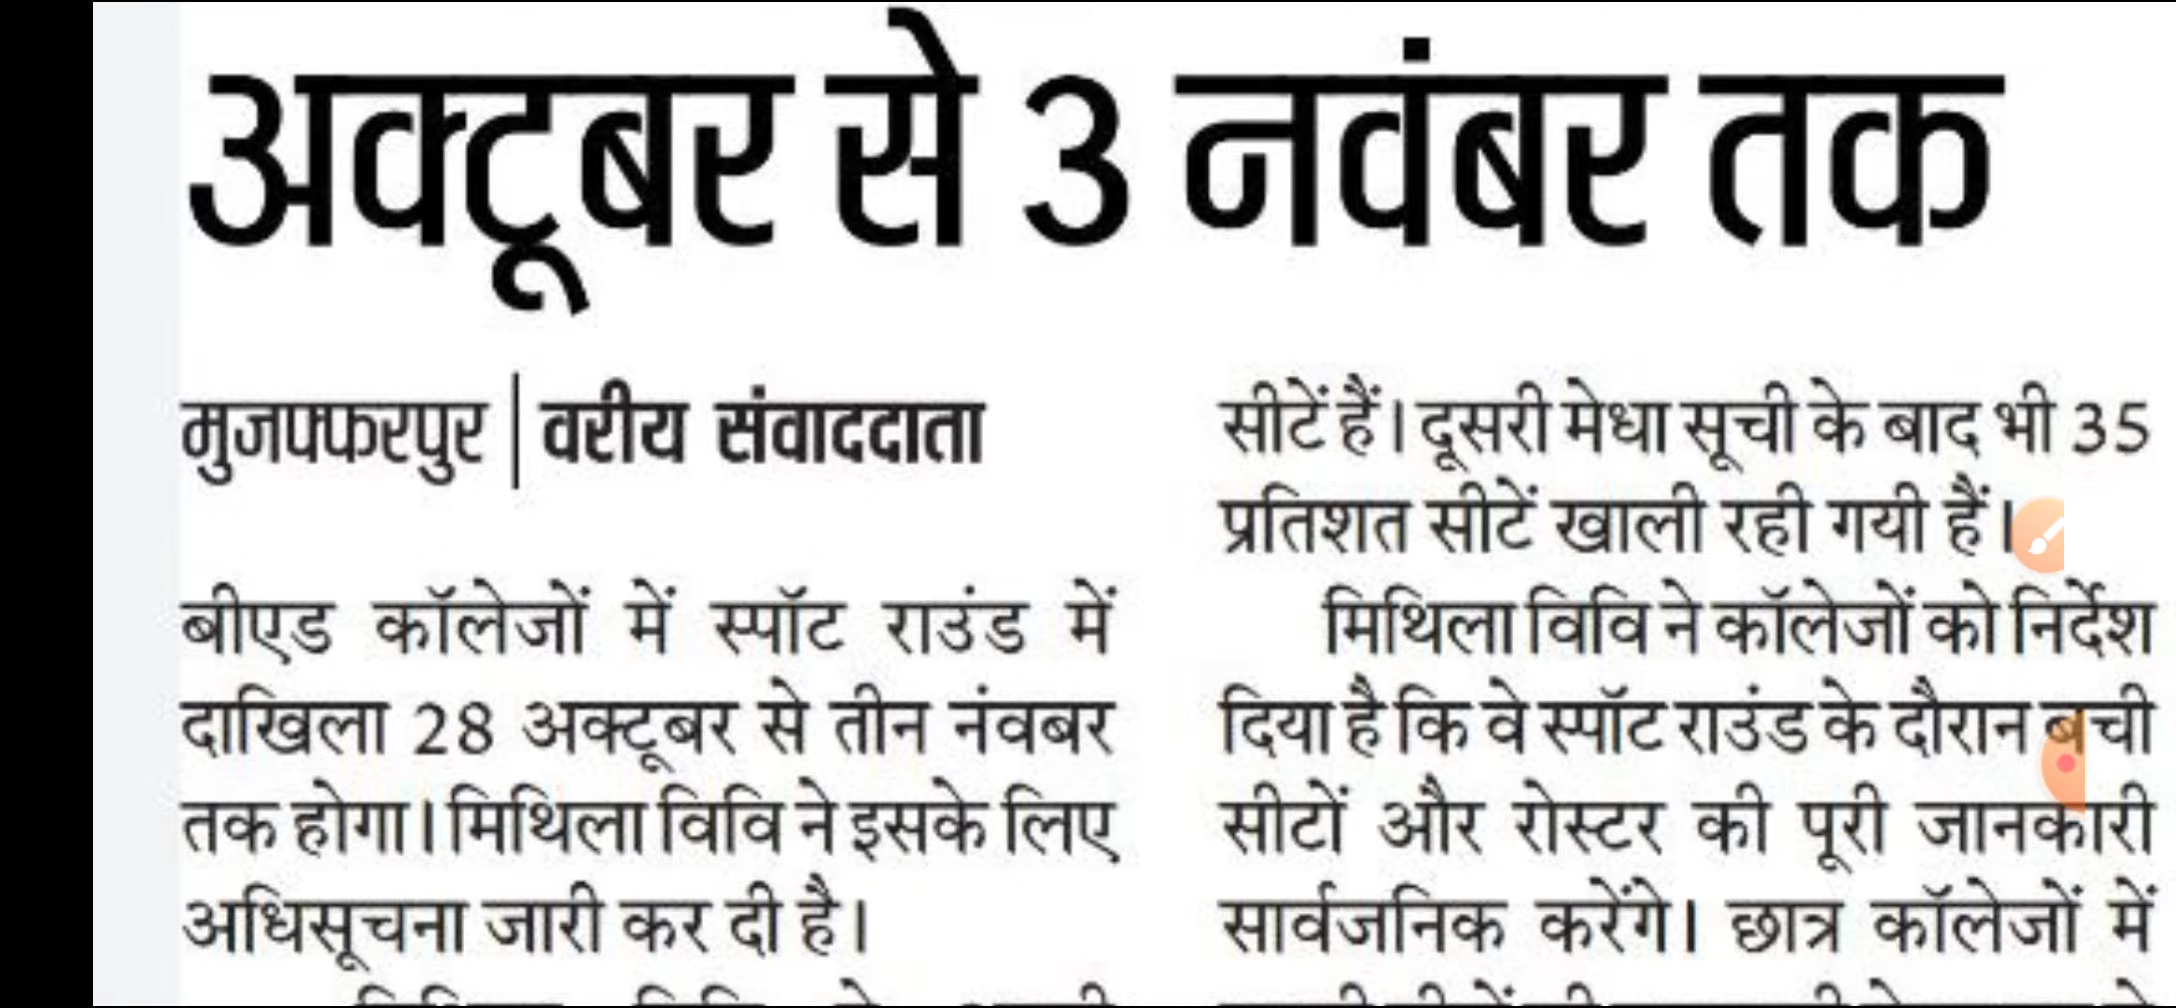 अक्टूबर से 3 नवंबर तक
मुजफ्फरपुर | वरीय संवाददाता
बीएड कॉलेजों में स्पॉट राउंड में
दाखिला 28 अक्टूबर से तीन नंवबर
तक होगा। मिथिला विवि ने इसके लिए
अधिसूचना जारी कर दी है।
सीटें हैं। दूसरी मेधा सूची के बाद भी 35
प्रतिशत सीटें खाली रही गयी हैं।
मिथिला विवि ने कॉलेजों को निर्देश
दिया है कि वे स्पॉट राउंड के दौरान बची
सीटों और रोस्टर की पूरी जानकारी
सार्वजनिक करेंगे। छात्र कॉलेजों में